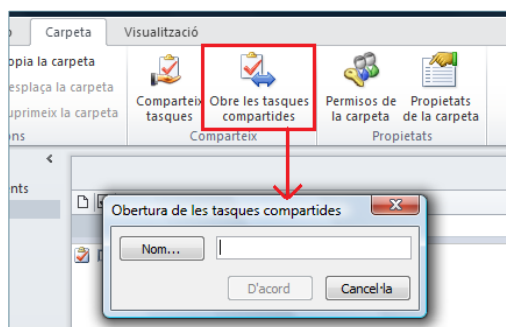 Carpeta
Visualització
opia la carpeta
esplaça la carpeta
uprimeix la carpeta
ons
Comparteix
tasques
Obre les tasques
compartides
Comparteix
Permisos de
la carpeta
Propietats
de la carpeta
Propietats
nts
Obertura de les tasques compartides
Nom...
D'acord
Cancel·la